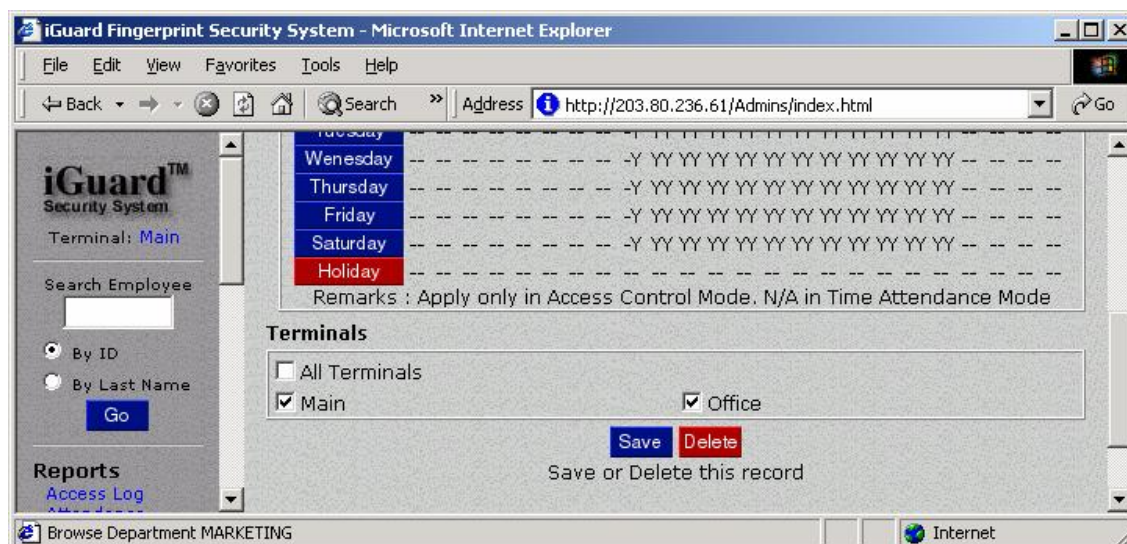 iGuard Fingerprint Security System - Microsoft Internet Explorer
File Edit View Favorites Tools Help
Back Search » Address http://203.80.236.61/Admins/index.html Go
iGuard™
Security System
Terminal: Main
Search Employee
By ID
By Last Name
Go
Reports
Access Log
Attendance
Tuesday
Wenesday -- -- -- -- -- -- -- -- -Y YY YY YY YY YY YY YY YY YY YY YY -- -- -- --
Thursday -- -- -- -- -- -- -- -- -Y YY YY YY YY YY YY YY YY YY YY YY -- -- -- --
Friday -- -- -- -- -- -- -- -- -Y YY YY YY YY YY YY YY YY YY YY YY -- -- -- --
Saturday -- -- -- -- -- -- -- -- -Y YY YY YY YY YY YY YY YY YY YY YY -- -- -- --
Holiday -- -- -- -- -- -- -- -- -- -- -- -- -- -- -- -- -- -- -- -- -- -- -- --
Remarks : Apply only in Access Control Mode. N/A in Time Attendance Mode
Terminals
All Terminals
Main Office
Save Delete
Save or Delete this record
Browse Department MARKETING Internet